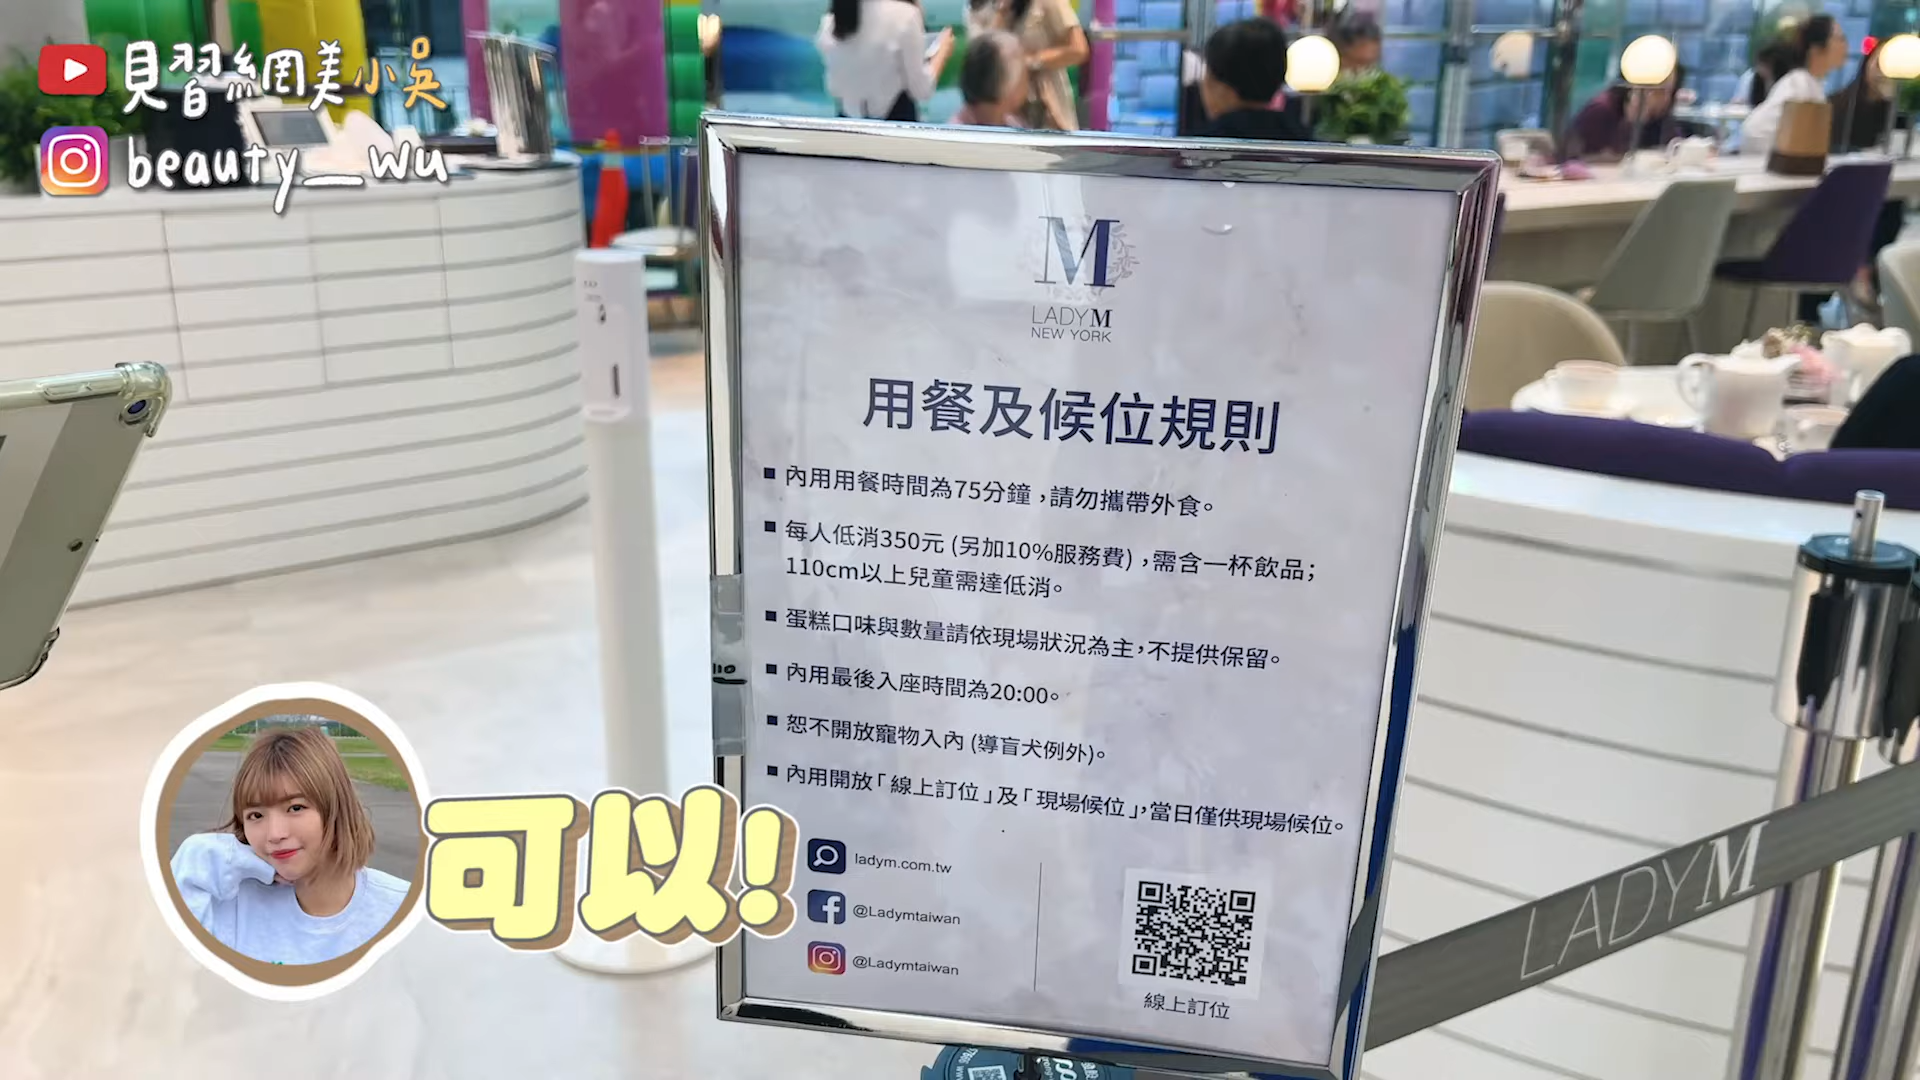 貝習網美小吳
beauty_wu
M
LADY M
NEW YORK
用餐及候位規則
■ 內用用餐時間為75分鐘，請勿攜帶外食。
■ 每人低消350元 (另加10%服務費)，需含一杯飲品；
110cm以上兒童需達低消。
■ 蛋糕口味與數量請依現場狀況為主，不提供保留。
■ 內用最後入座時間為20:00。
■ 恕不開放寵物入內 (導盲犬例外)。
■ 內用開放「線上訂位」及「現場候位」，當日僅供現場候位。
ladym.com.tw
@Ladymtaiwan
@Ladymtaiwan
線上訂位
110
可以!
LADY M